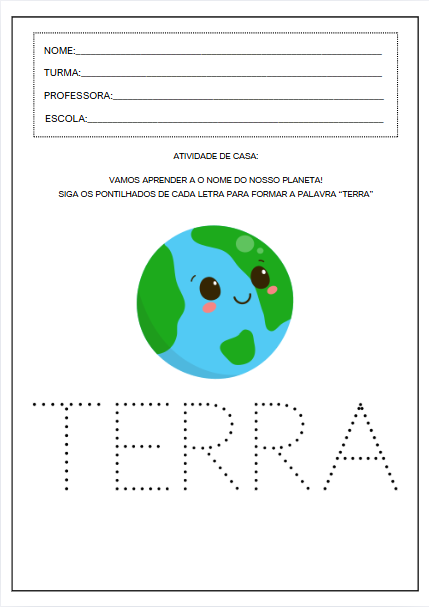 NOME:
TURMA:
PROFESSORA:
ESCOLA:
ATIVIDADE DE CASA:
VAMOS APRENDER A O NOME DO NOSSO PLANETA!
SIGA OS PONTILHADOS DE CADA LETRA PARA FORMAR A PALAVRA “TERRA”
TERRA